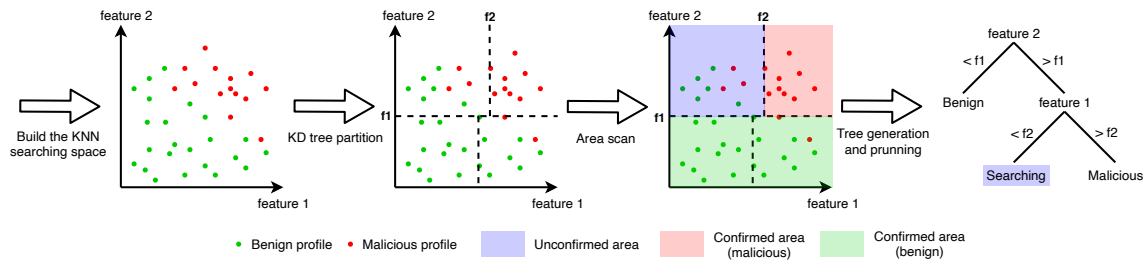 Build the KNN
searching space
feature 2
feature 1
KD tree partition
feature 2
f2
f1
feature 1
Area scan
feature 2
f2
f1
feature 1
Tree generation
and prunning
feature 2
< f1
> f1
Benign
feature 1
< f2
> f2
Searching
Malicious
Benign profile
Malicious profile
Unconfirmed area
Confirmed area
(malicious)
Confirmed area
(benign)